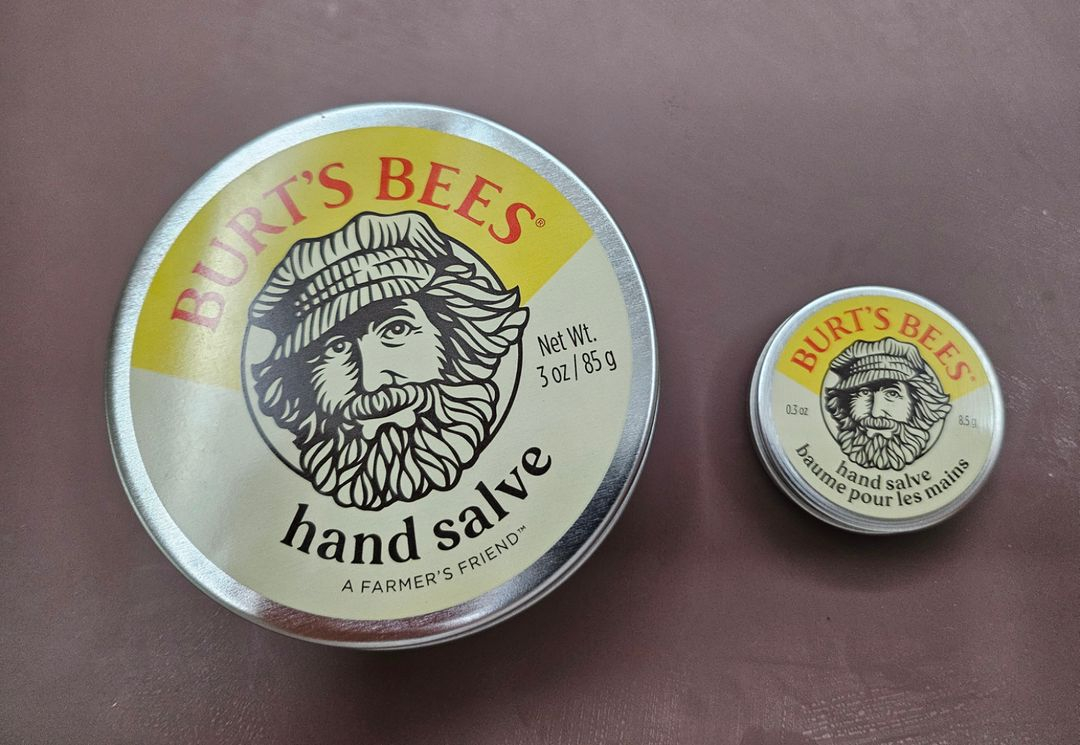 BURT'S BEES®
Net Wt.
3 oz / 85 g
hand salve
A FARMER'S FRIEND™
BURT'S BEES®
0.3 oz
8.5 g
hand salve
baume pour les mains